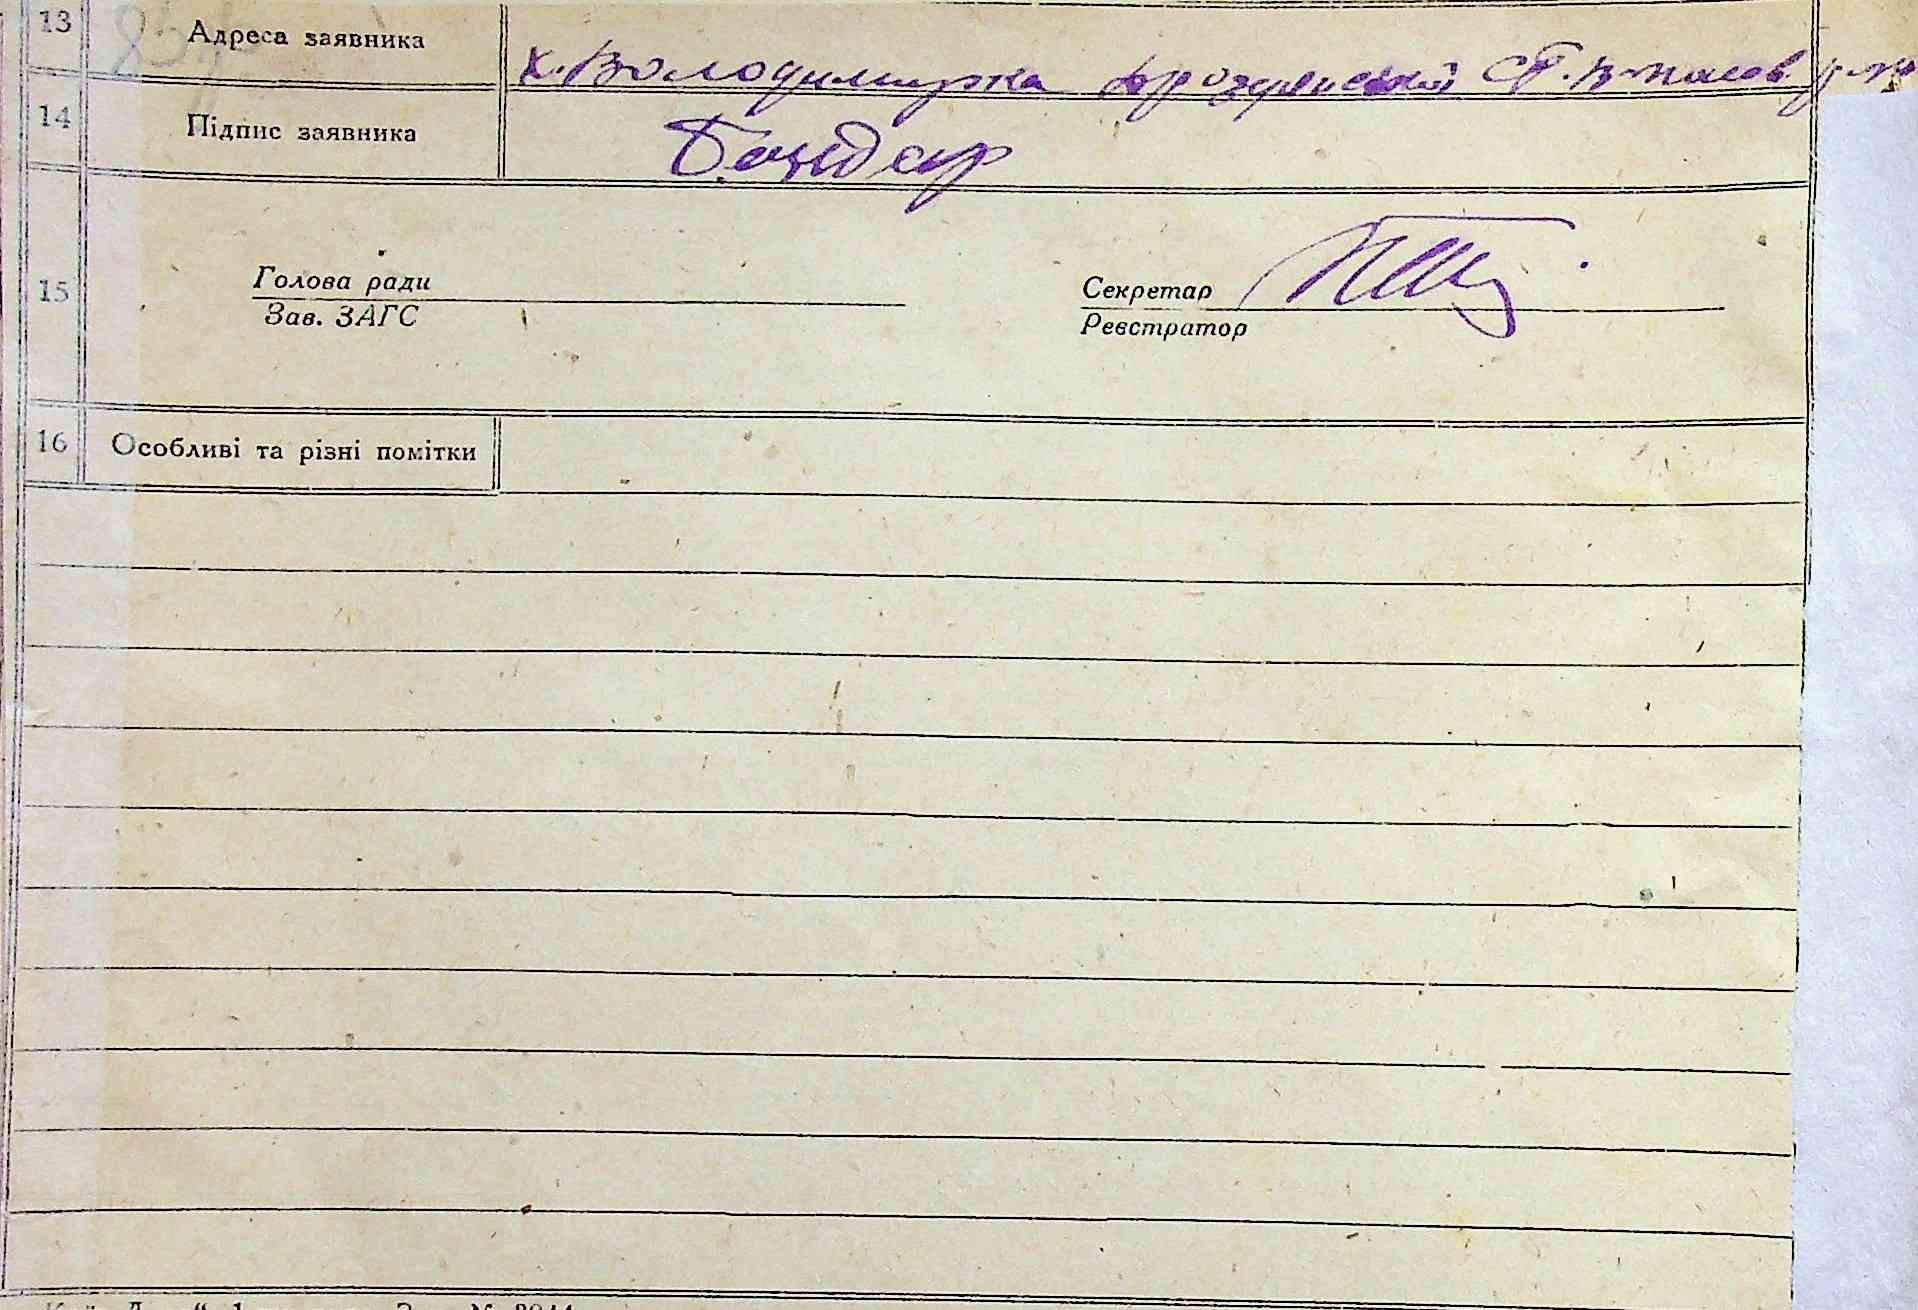 13 Адреса заявника х. Володимирка
14 Підпис заявника Бондар
15 Голова ради Секретар
Зав. ЗАГС Реєстратор
16 Особливі та різні помітки